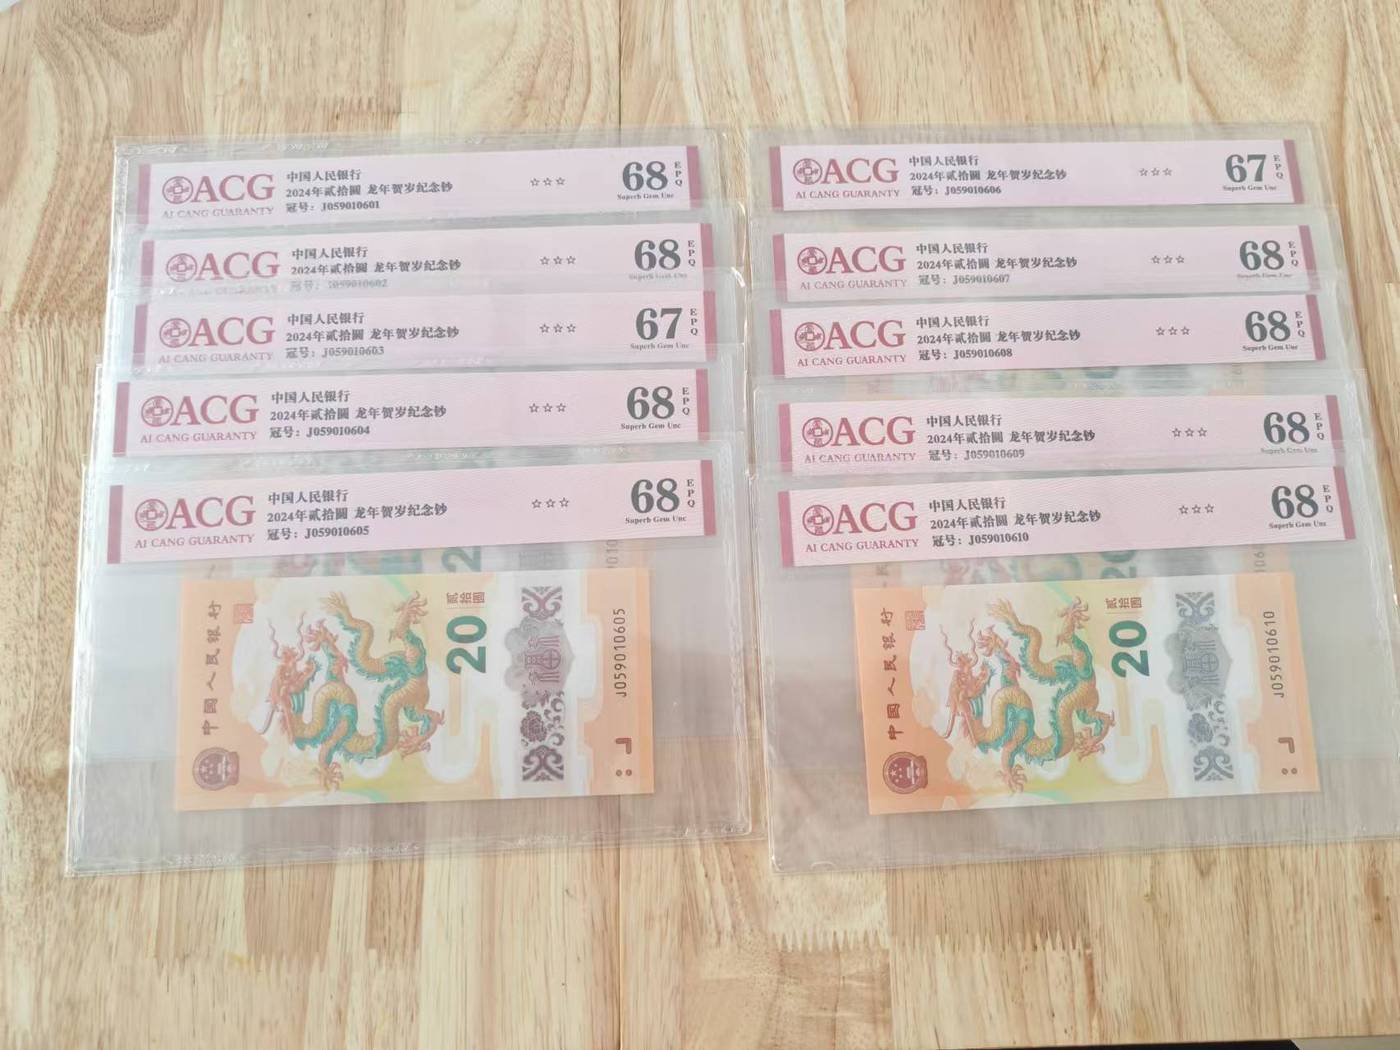 ACG
AI CANG GUARANTY
中国人民银行
2024年贰拾圆 龙年贺岁纪念钞
冠号：J059010601
☆☆☆
68
EPQ
Superb Gem Unc
ACG
中国人民银行
2024年贰拾圆 龙年贺岁纪念钞
冠号：J059010602
☆☆☆
68
EPQ
Superb Gem Unc
ACG
AI CANG GUARANTY
中国人民银行
2024年贰拾圆 龙年贺岁纪念钞
冠号：J059010603
☆☆☆
67
EPQ
Superb Gem Unc
ACG
AI CANG GUARANTY
中国人民银行
2024年贰拾圆 龙年贺岁纪念钞
冠号：J059010604
☆☆☆
68
EPQ
Superb Gem Unc
ACG
AI CANG GUARANTY
中国人民银行
2024年贰拾圆 龙年贺岁纪念钞
冠号：J059010605
☆☆☆
68
EPQ
Superb Gem Unc
中国人民银行
20
贰拾圆
福
J059010605
ACG
AI CANG GUARANTY
中国人民银行
2024年贰拾圆 龙年贺岁纪念钞
冠号：J059010606
☆☆☆
67
EPQ
Superb Gem Unc
ACG
AI CANG GUARANTY
中国人民银行
2024年贰拾圆 龙年贺岁纪念钞
冠号：J059010607
☆☆☆
68
EPQ
Superb Gem Unc
ACG
AI CANG GUARANTY
中国人民银行
2024年贰拾圆 龙年贺岁纪念钞
冠号：J059010608
☆☆☆
68
EPQ
Superb Gem Unc
ACG
AI CANG GUARANTY
中国人民银行
2024年贰拾圆 龙年贺岁纪念钞
冠号：J059010609
☆☆☆
68
EPQ
Superb Gem Unc
ACG
AI CANG GUARANTY
中国人民银行
2024年贰拾圆 龙年贺岁纪念钞
冠号：J059010610
☆☆☆
68
EPQ
Superb Gem Unc
中国人民银行
20
贰拾圆
福
J059010610